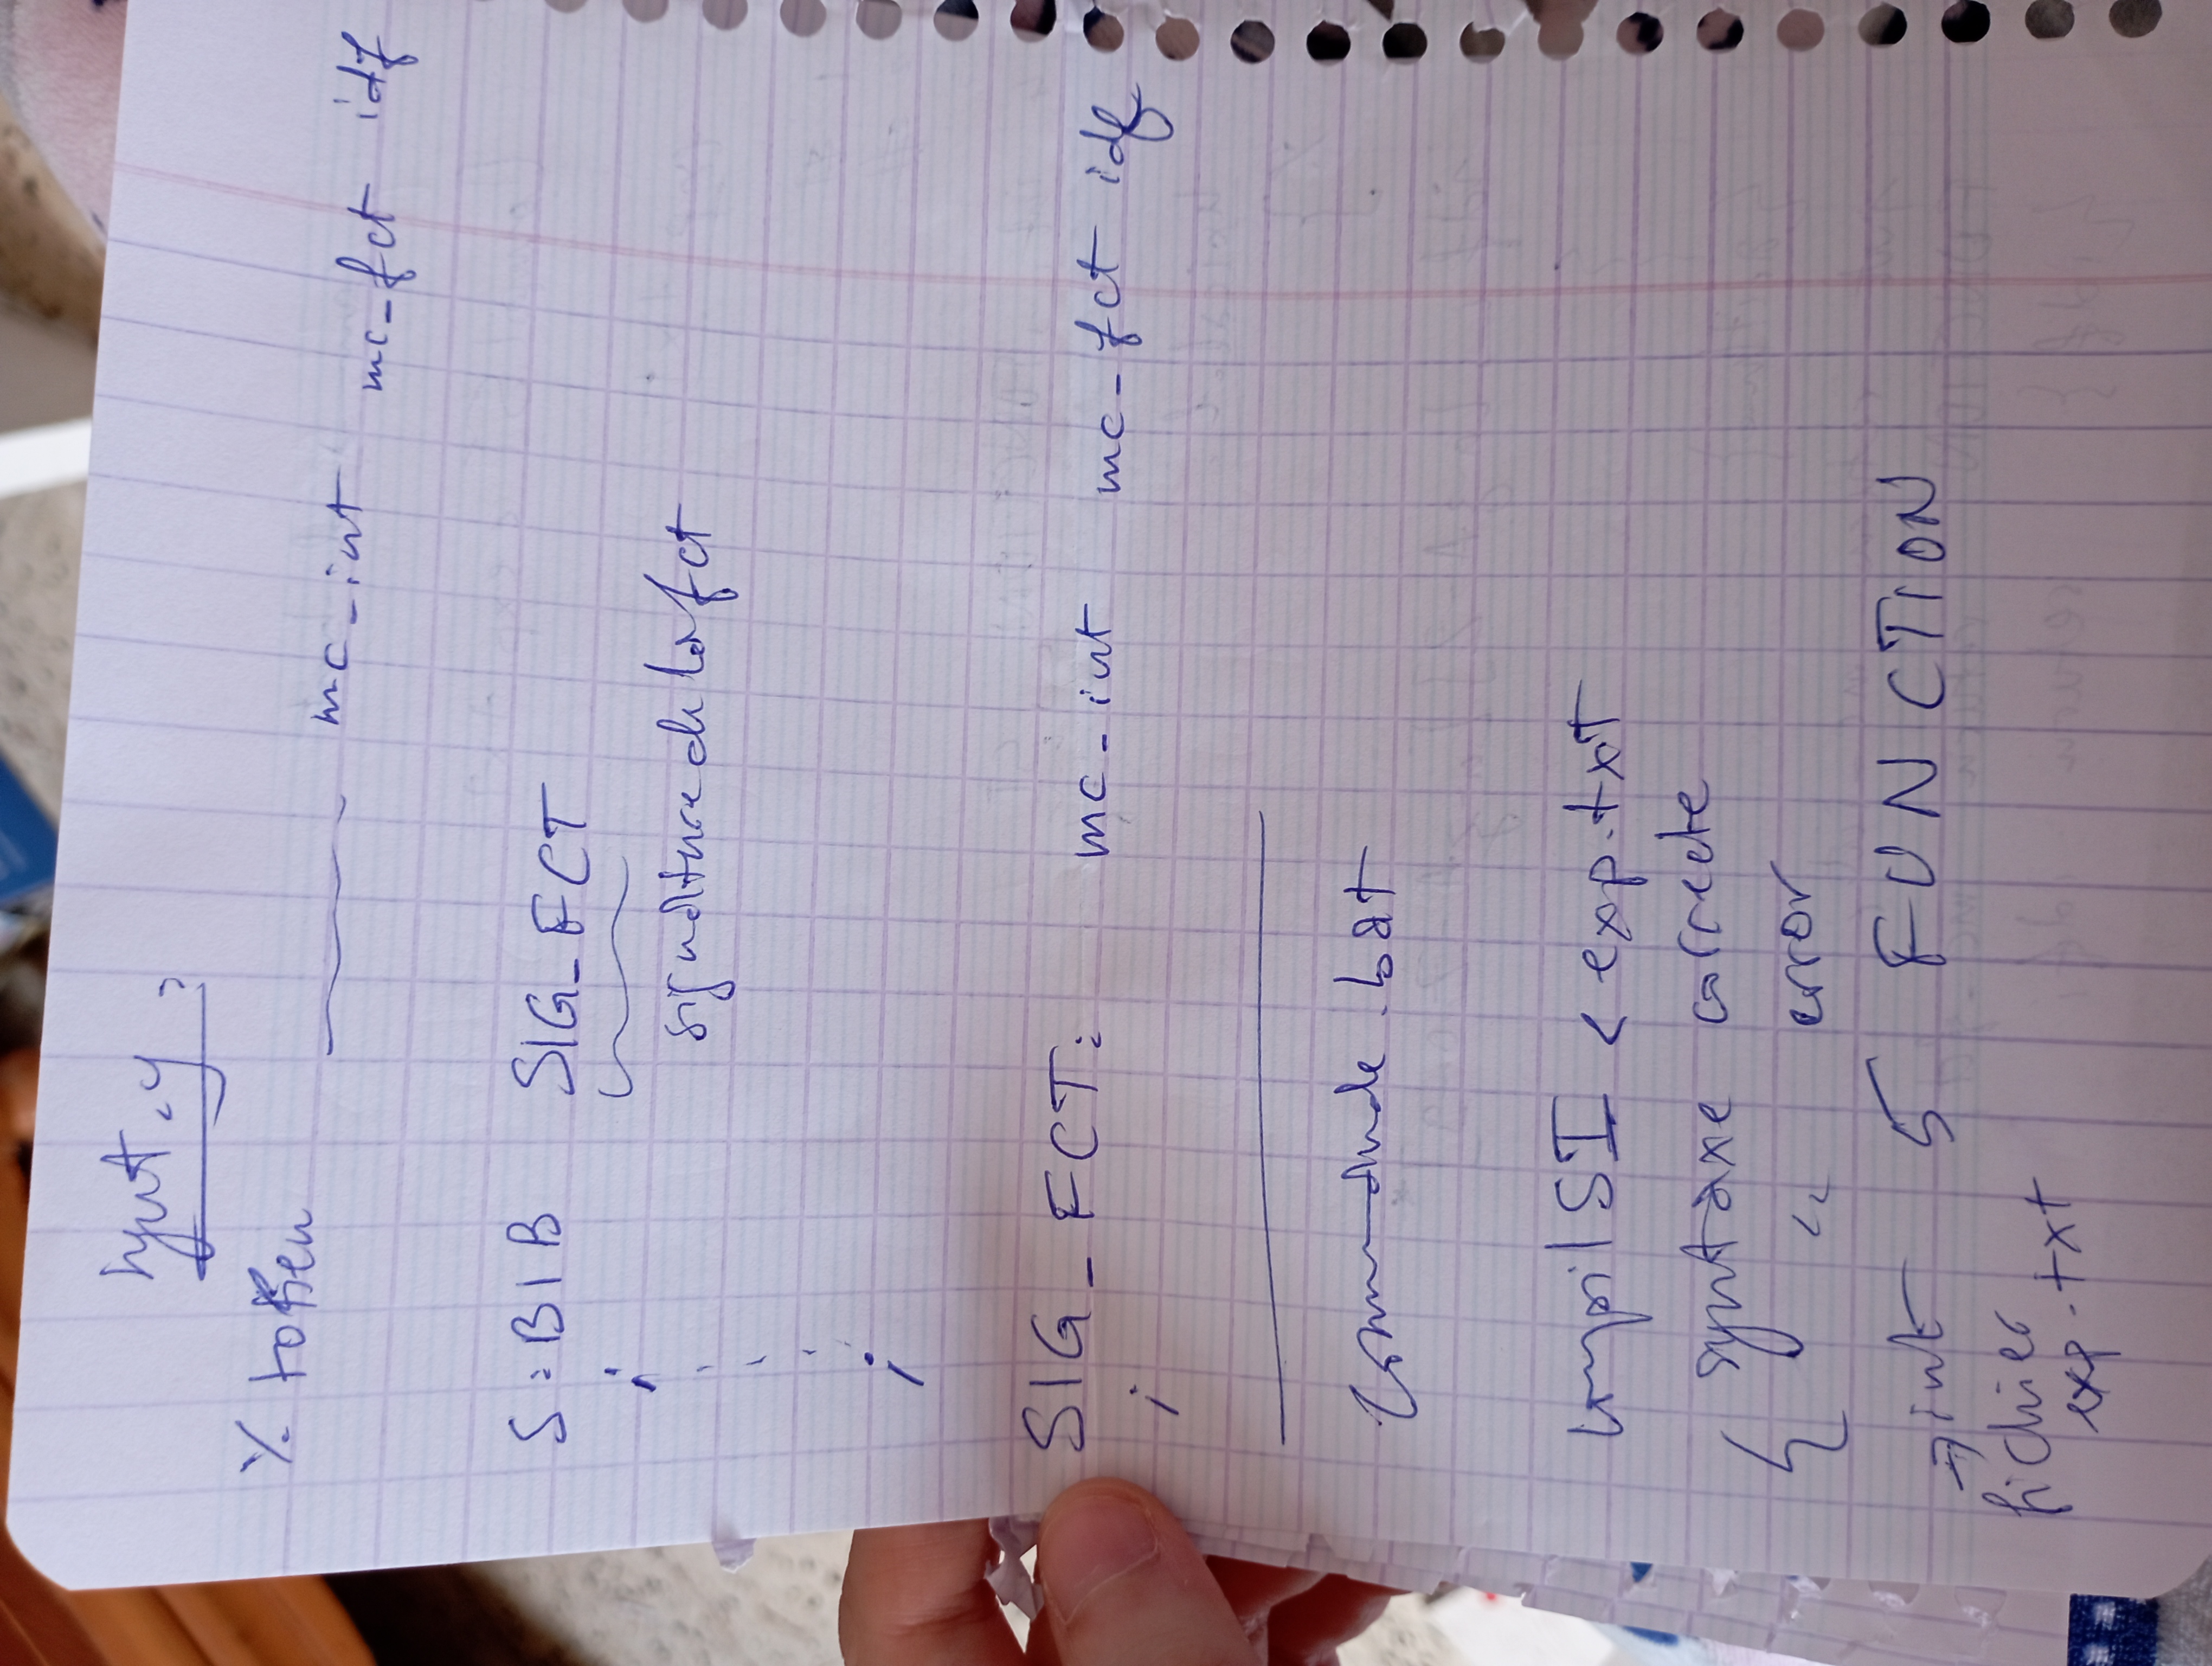 synt.y :
% token mc_int mc_fct idf
S : BIB SIG_FCT
;
signature de la fct
;
SIG_FCT : mc_int mc_fct idf
;
commande.bat
compilSI < exp.txt
{ syntaxe correcte
" error
→ int 5 FUNCTION
fichier
exp.txt